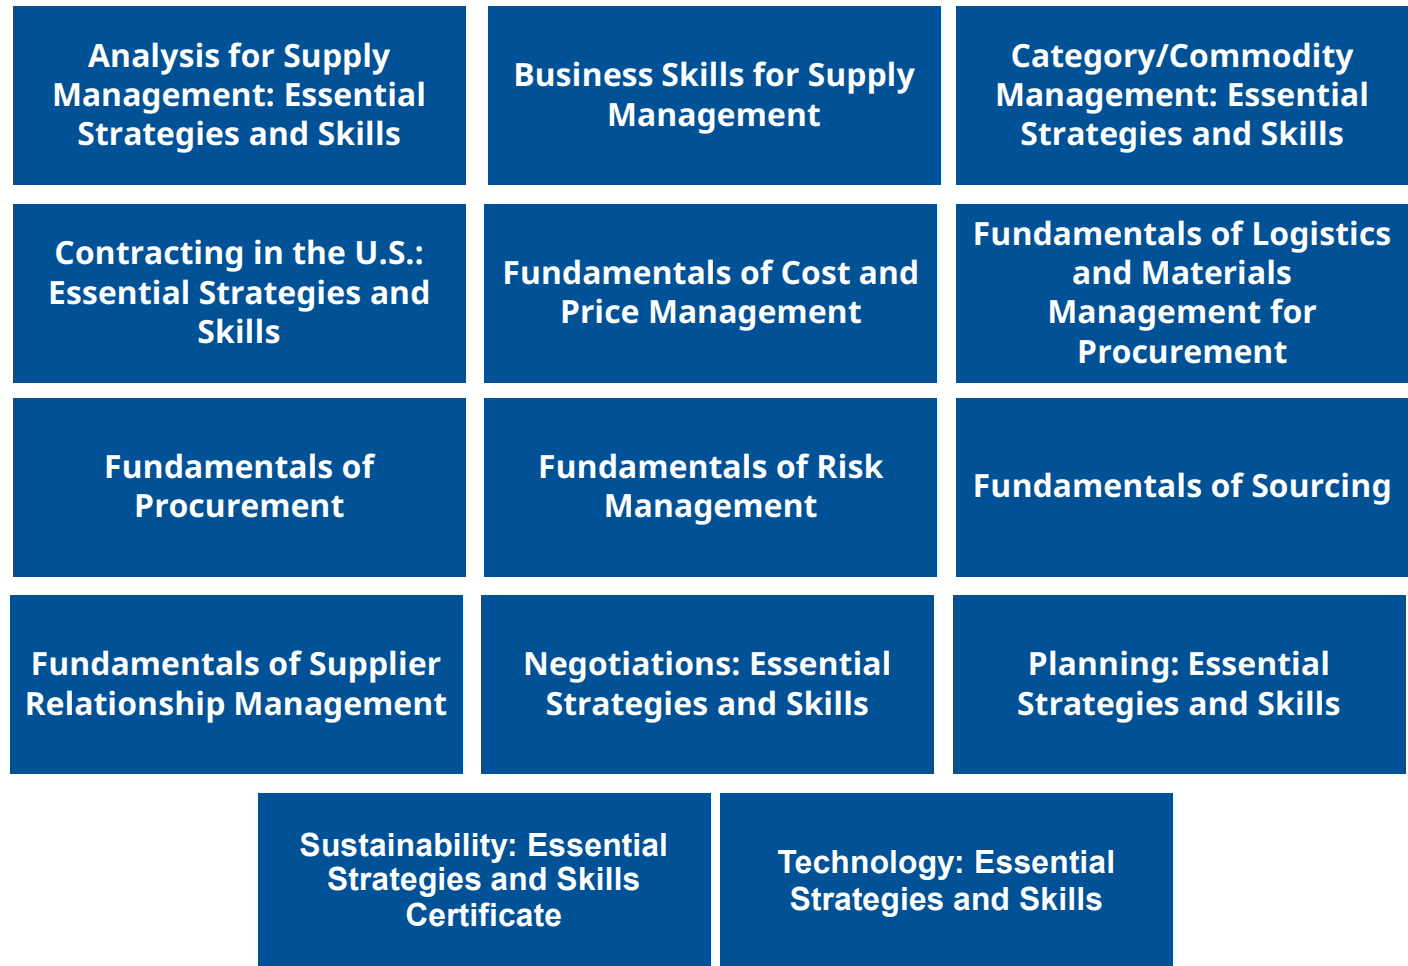 Analysis for Supply
Management: Essential
Strategies and Skills
Business Skills for Supply
Management
Category/Commodity
Management: Essential
Strategies and Skills
Contracting in the U.S.:
Essential Strategies and
Skills
Fundamentals of Cost and
Price Management
Fundamentals of Logistics
and Materials
Management for
Procurement
Fundamentals of
Procurement
Fundamentals of Risk
Management
Fundamentals of Sourcing
Fundamentals of Supplier
Relationship Management
Negotiations: Essential
Strategies and Skills
Planning: Essential
Strategies and Skills
Sustainability: Essential
Strategies and Skills
Certificate
Technology: Essential
Strategies and Skills